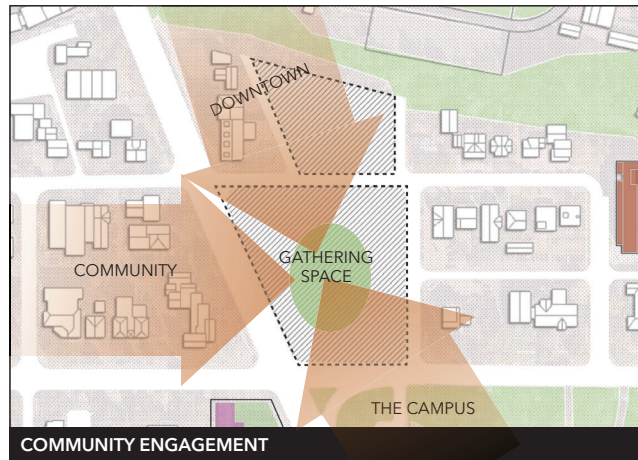 DOWNTOWN
GATHERING
SPACE
COMMUNITY
THE CAMPUS
COMMUNITY ENGAGEMENT